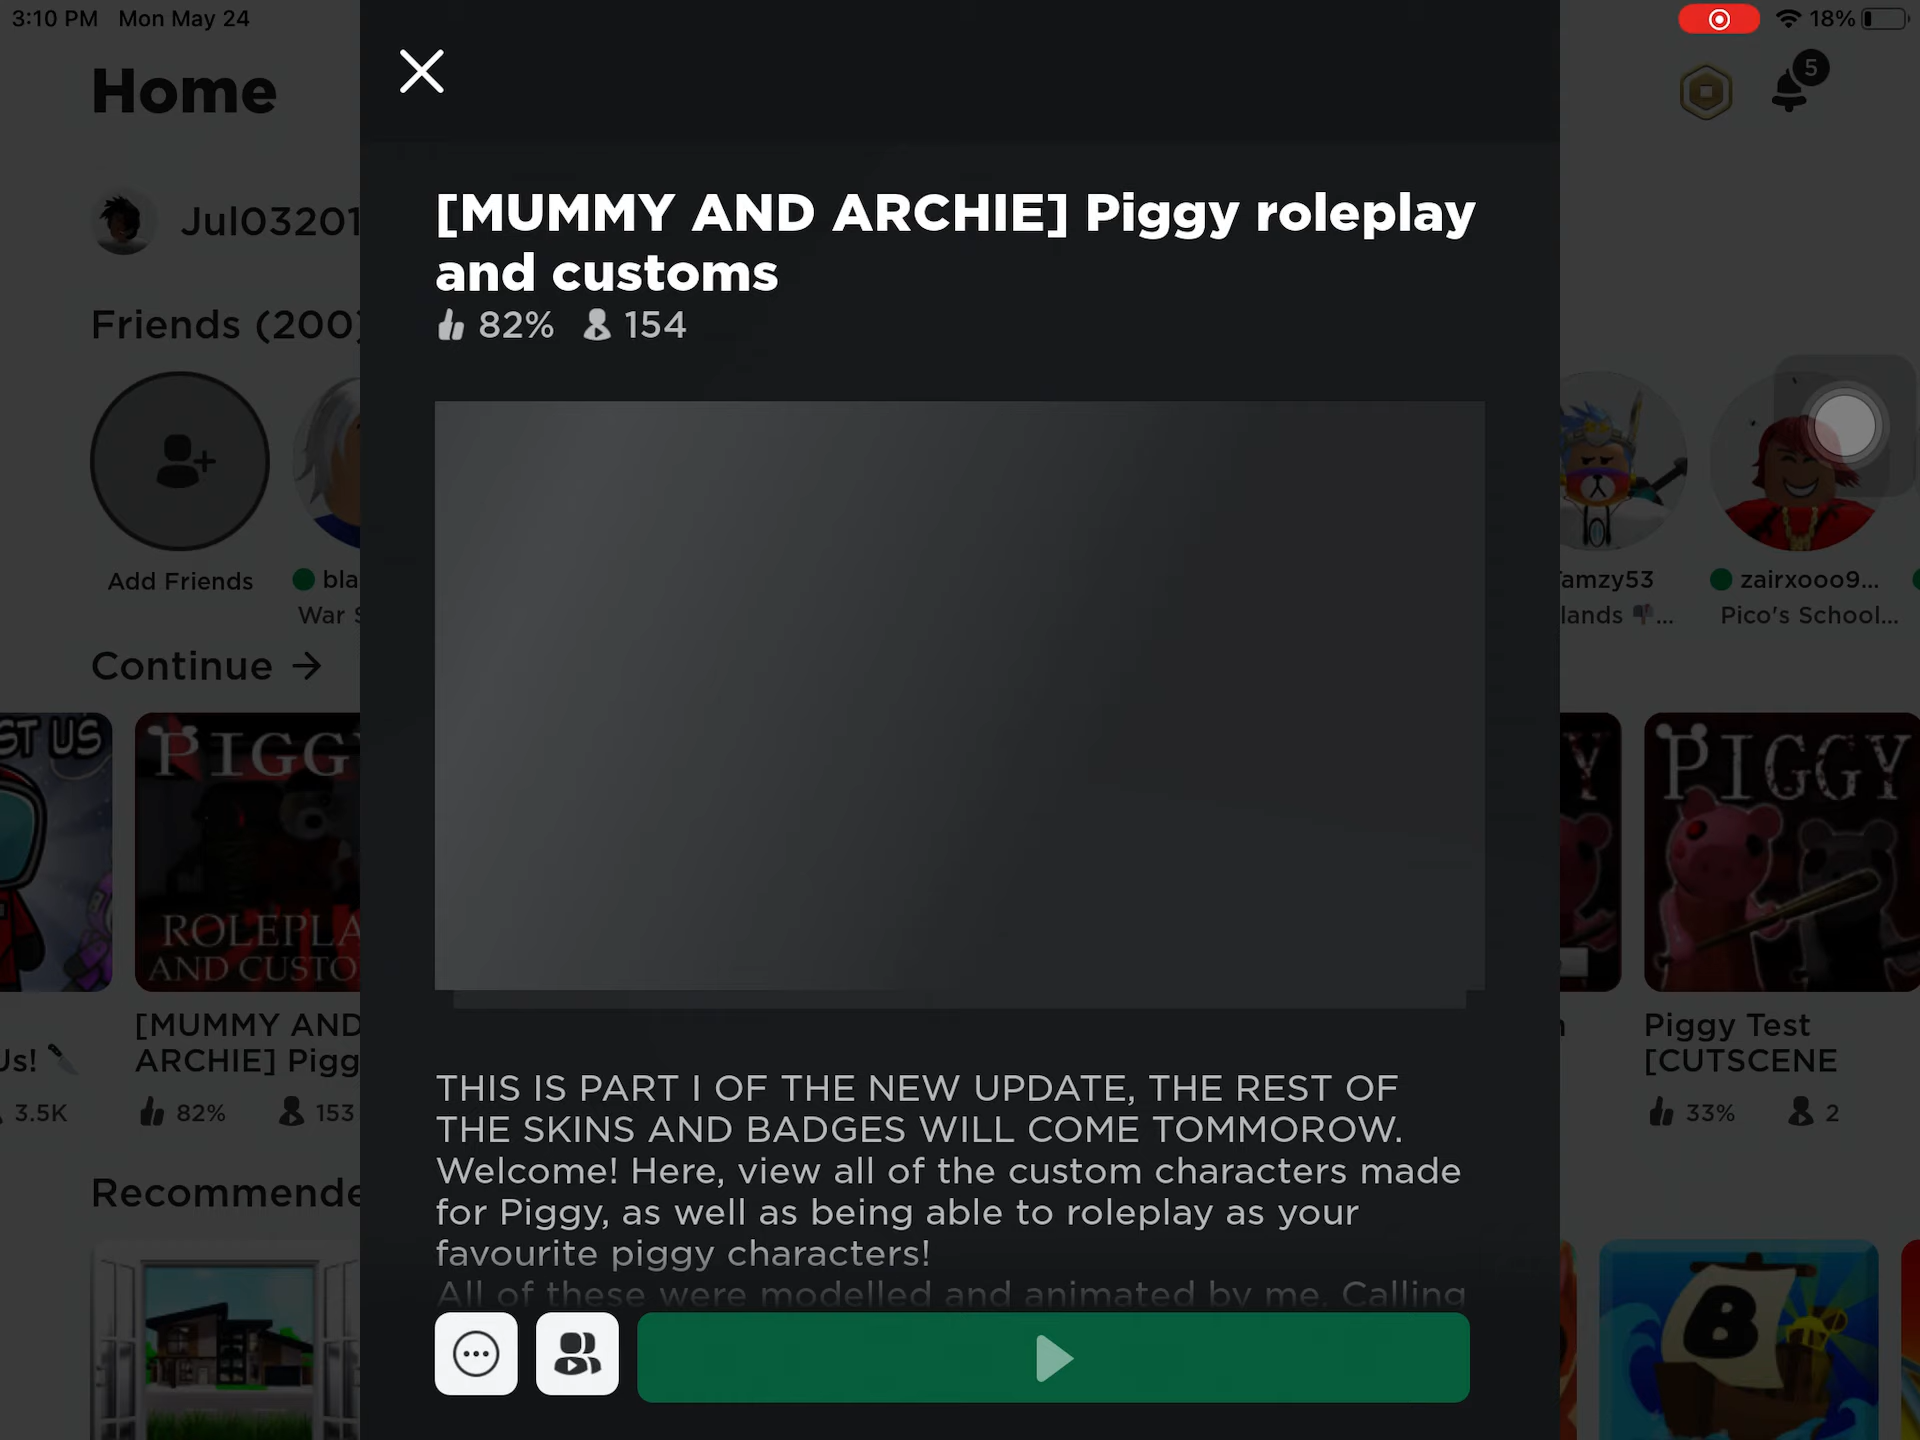 3:10 PM Mon May 24
18%
Home
5
[MUMMY AND ARCHIE] Piggy roleplay
and customs
82% 154
Jul03201
Friends (200)
Add Friends
bla
War
amzy53
lands ...
zairxooo9...
Pico's School...
Continue →
ST US
PIGGY
ROLEPLA
AND CUSTO
Y
PIGGY
[MUMMY AND
ARCHIE] Pigg
Us!
3.5K
82% 153
Piggy Test
[CUTSCENE
33% 2
THIS IS PART I OF THE NEW UPDATE, THE REST OF
THE SKINS AND BADGES WILL COME TOMMOROW.
Welcome! Here, view all of the custom characters made
for Piggy, as well as being able to roleplay as your
favourite piggy characters!
All of these were modelled and animated by me. Calling
Recommende
B